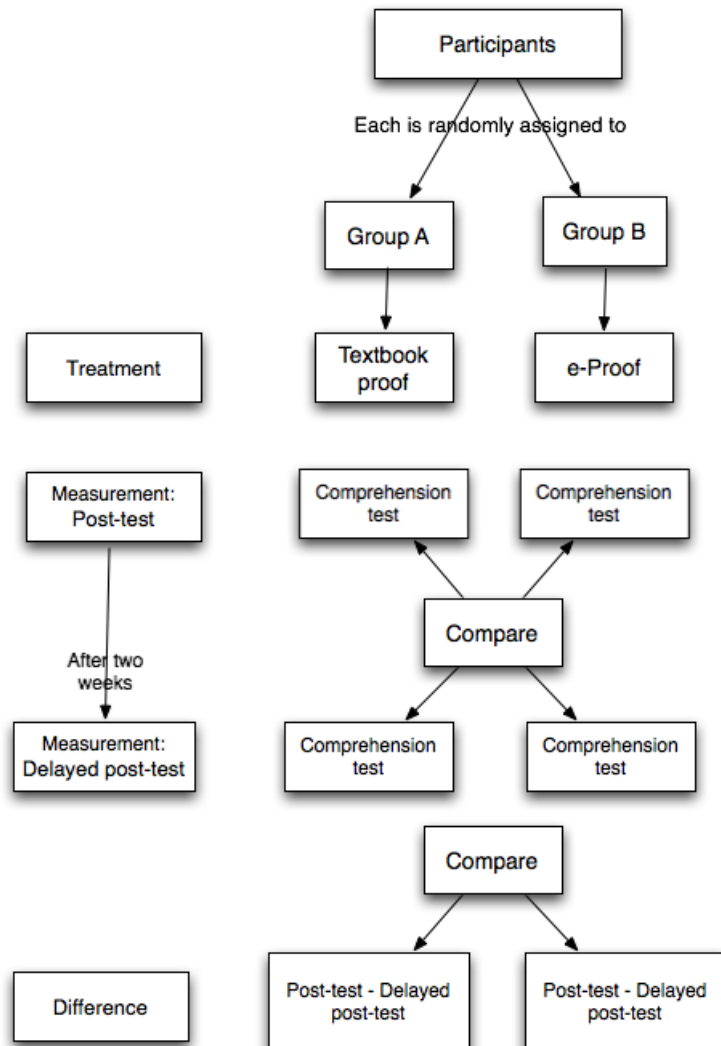 Participants
Each is randomly assigned to
Group A
Group B
Treatment
Textbook
proof
e-Proof
Measurement:
Post-test
Comprehension
test
Comprehension
test
Compare
After two
weeks
Measurement:
Delayed post-test
Comprehension
test
Comprehension
test
Compare
Difference
Post-test - Delayed
post-test
Post-test - Delayed
post-test